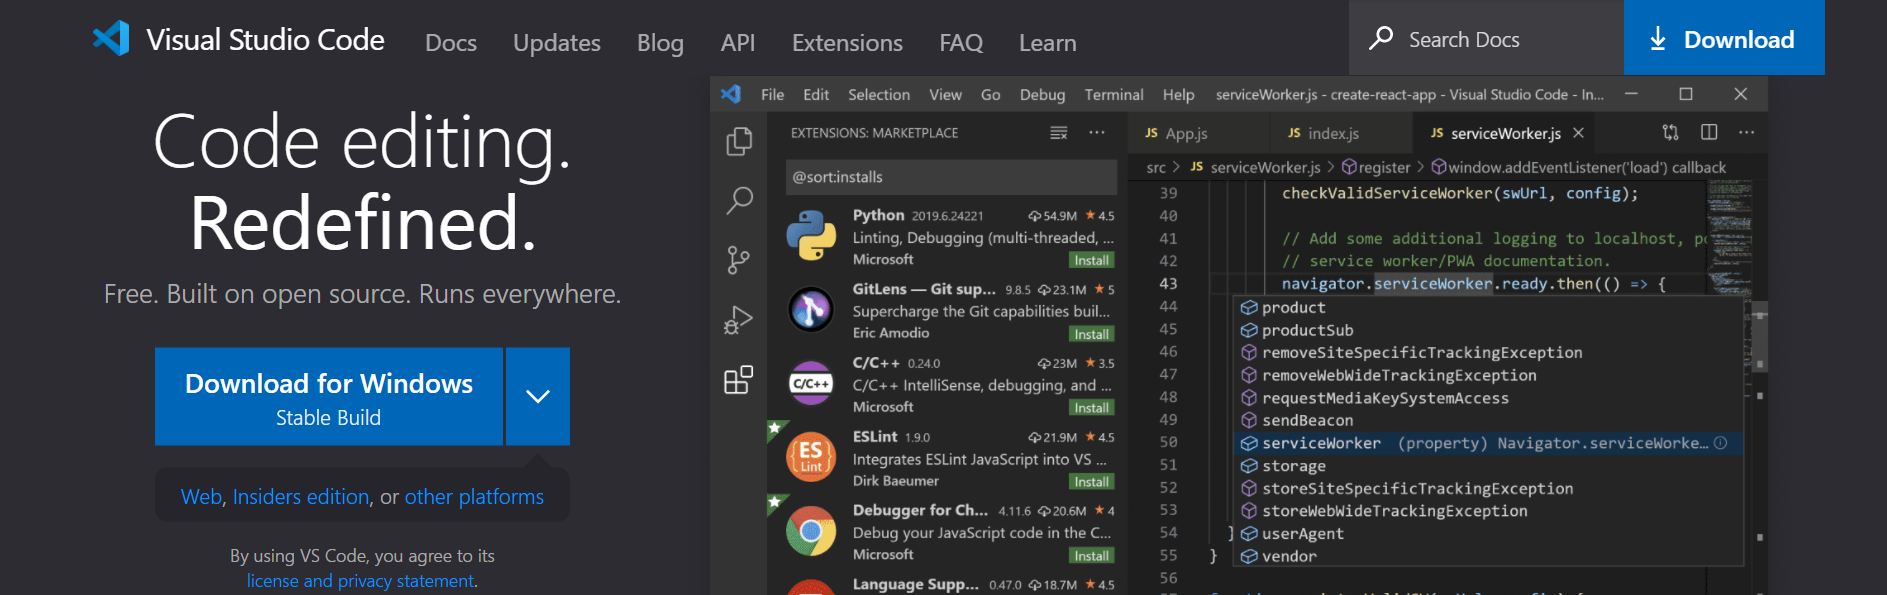 Visual Studio Code
Docs
Updates
Blog
API
Extensions
FAQ
Learn
Search Docs
Download
Code editing.
Redefined.
Free. Built on open source. Runs everywhere.
Download for Windows
Stable Build
Web, Insiders edition, or other platforms
By using VS Code, you agree to its
license and privacy statement.
File Edit Selection View Go Debug Terminal Help serviceWorker.js - create-react-app - Visual Studio Code - In...
EXTENSIONS: MARKETPLACE
@sort:installs
Python 2019.6.24221 54.9M ★ 4.5
Linting, Debugging (multi-threaded, ...
Microsoft
Install
GitLens — Git sup... 9.8.5 23.1M ★ 5
Supercharge the Git capabilities buil...
Eric Amodio
Install
C/C++
C/C++ 0.24.0 23M ★ 3.5
C/C++ IntelliSense, debugging, and ...
Microsoft
Install
ES
Lint
ESLint 1.9.0 21.9M ★ 4.5
Integrates ESLint JavaScript into VS ...
Dirk Baeumer
Install
Debugger for Ch... 4.11.6 20.6M ★ 4
Debug your JavaScript code in the C...
Microsoft
Install
Language Supp... 0.47.0 18.7M ★ 4.5
JS App.js
JS index.js
JS serviceWorker.js
src > JS serviceWorker.js > register > window.addEventListener('load') callback
39 checkValidServiceWorker(swUrl, config);
40
41 // Add some additional logging to localhost, po
42 // service worker/PWA documentation.
43 navigator.serviceWorker.ready.then(() => {
44 product
45 productSub
46 removeSiteSpecificTrackingException
47 removeWebWideTrackingException
48 requestMediaKeySystemAccess
49 sendBeacon
50 serviceWorker (property) Navigator.serviceWorke...
51 storage
52 storeSiteSpecificTrackingException
53 storeWebWideTrackingException
54 } userAgent
55 } vendor
56